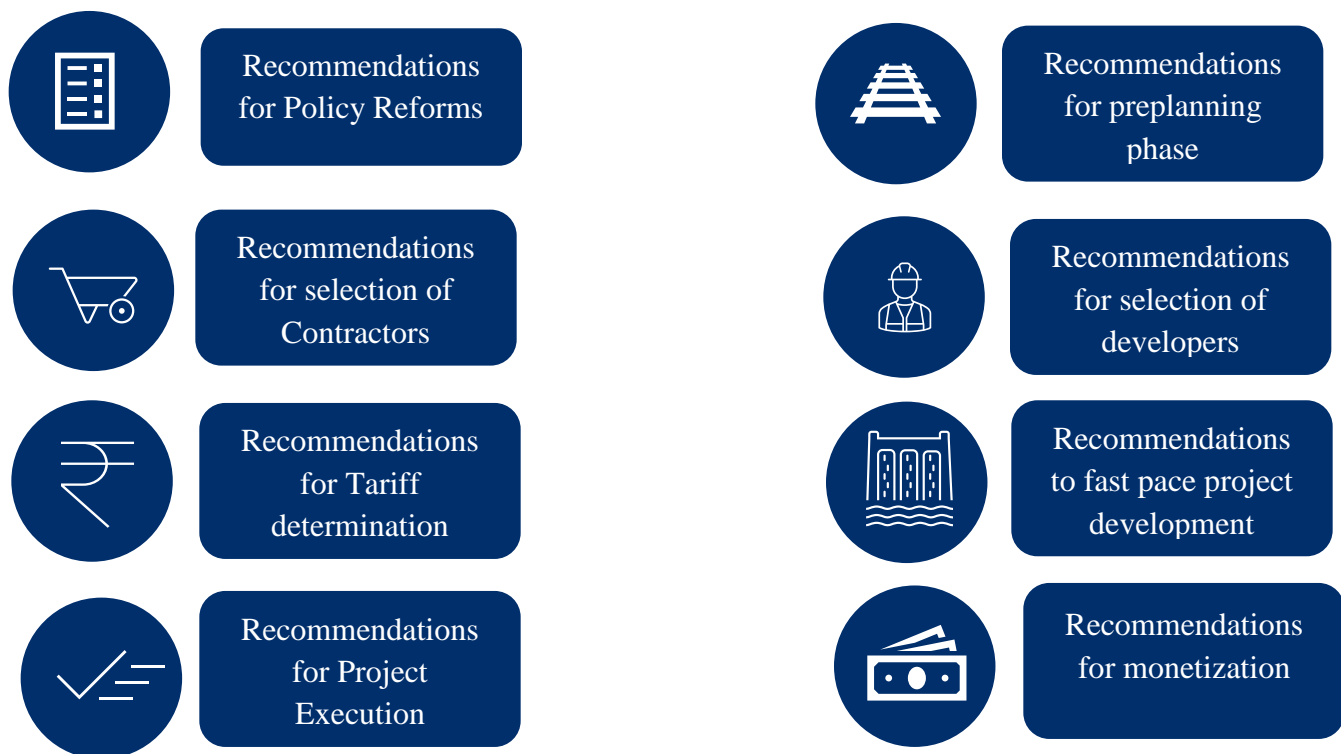 Recommendations
for Policy Reforms
Recommendations
for preplanning
phase
Recommendations
for selection of
Contractors
Recommendations
for selection of
developers
Recommendations
for Tariff
determination
Recommendations
to fast pace project
development
Recommendations
for Project
Execution
Recommendations
for monetization